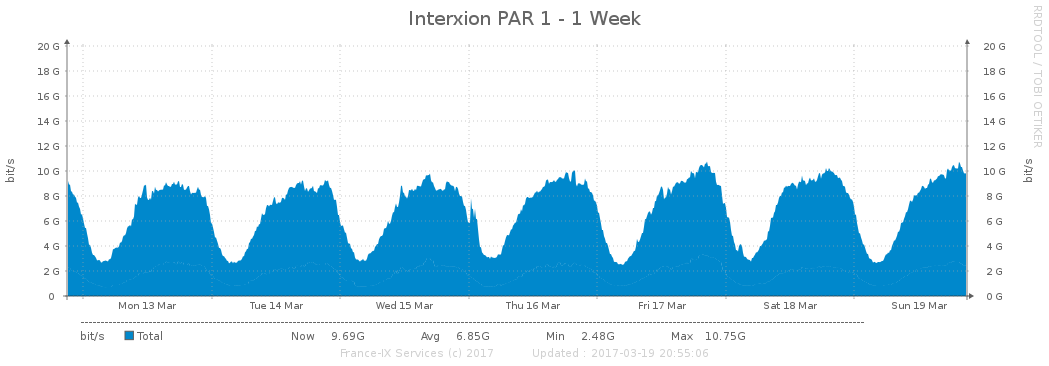 Interxion PAR 1 - 1 Week
RRDTOOL / TOBI OETIKER
bit/s
bit/s
20 G 20 G
18 G 18 G
16 G 16 G
14 G 14 G
12 G 12 G
10 G 10 G
8 G 8 G
6 G 6 G
4 G 4 G
2 G 2 G
0 0 G
Mon 13 Mar Tue 14 Mar Wed 15 Mar Thu 16 Mar Fri 17 Mar Sat 18 Mar Sun 19 Mar
bit/s Total Now 9.69G Avg 6.85G Min 2.48G Max 10.75G
France-IX Services (c) 2017 Updated : 2017-03-19 20:55:06